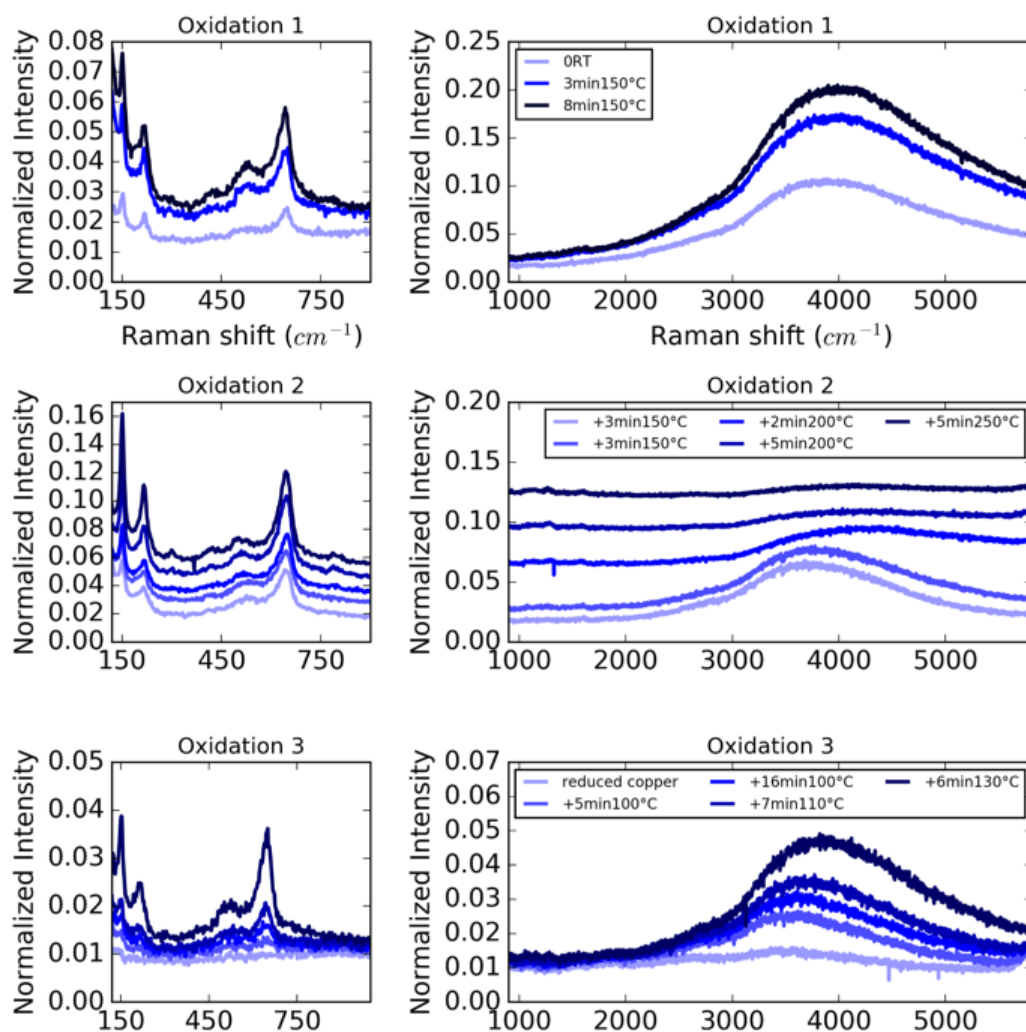 Oxidation 1
Normalized Intensity
0.08
0.07
0.06
0.05
0.04
0.03
0.02
0.01
0.00
150 450 750
Raman shift (cm⁻¹)
Oxidation 1
Normalized Intensity
0.25
0.20
0.15
0.10
0.05
0.00
0RT
3min150°C
8min150°C
1000 2000 3000 4000 5000
Raman shift (cm⁻¹)
Oxidation 2
Normalized Intensity
0.16
0.14
0.12
0.10
0.08
0.06
0.04
0.02
0.00
150 450 750
Oxidation 2
Normalized Intensity
0.20
0.15
0.10
0.05
0.00
+3min150°C +2min200°C +5min250°C
+3min150°C +5min200°C
1000 2000 3000 4000 5000
Oxidation 3
Normalized Intensity
0.05
0.04
0.03
0.02
0.01
0.00
150 450 750
Oxidation 3
Normalized Intensity
0.07
0.06
0.05
0.04
0.03
0.02
0.01
0.00
reduced copper +16min100°C +6min130°C
+5min100°C +7min110°C
1000 2000 3000 4000 5000